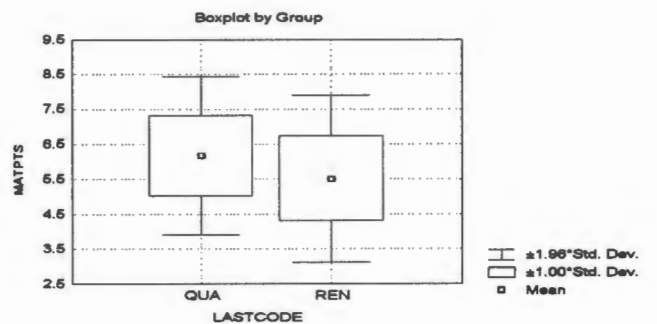 Boxplot by Group
9.5
8.5
7.5
6.5
5.5
4.5
3.5
2.5
MATPTS
QUA REN
LASTCODE
±1.96*Std. Dev.
±1.00*Std. Dev.
Mean